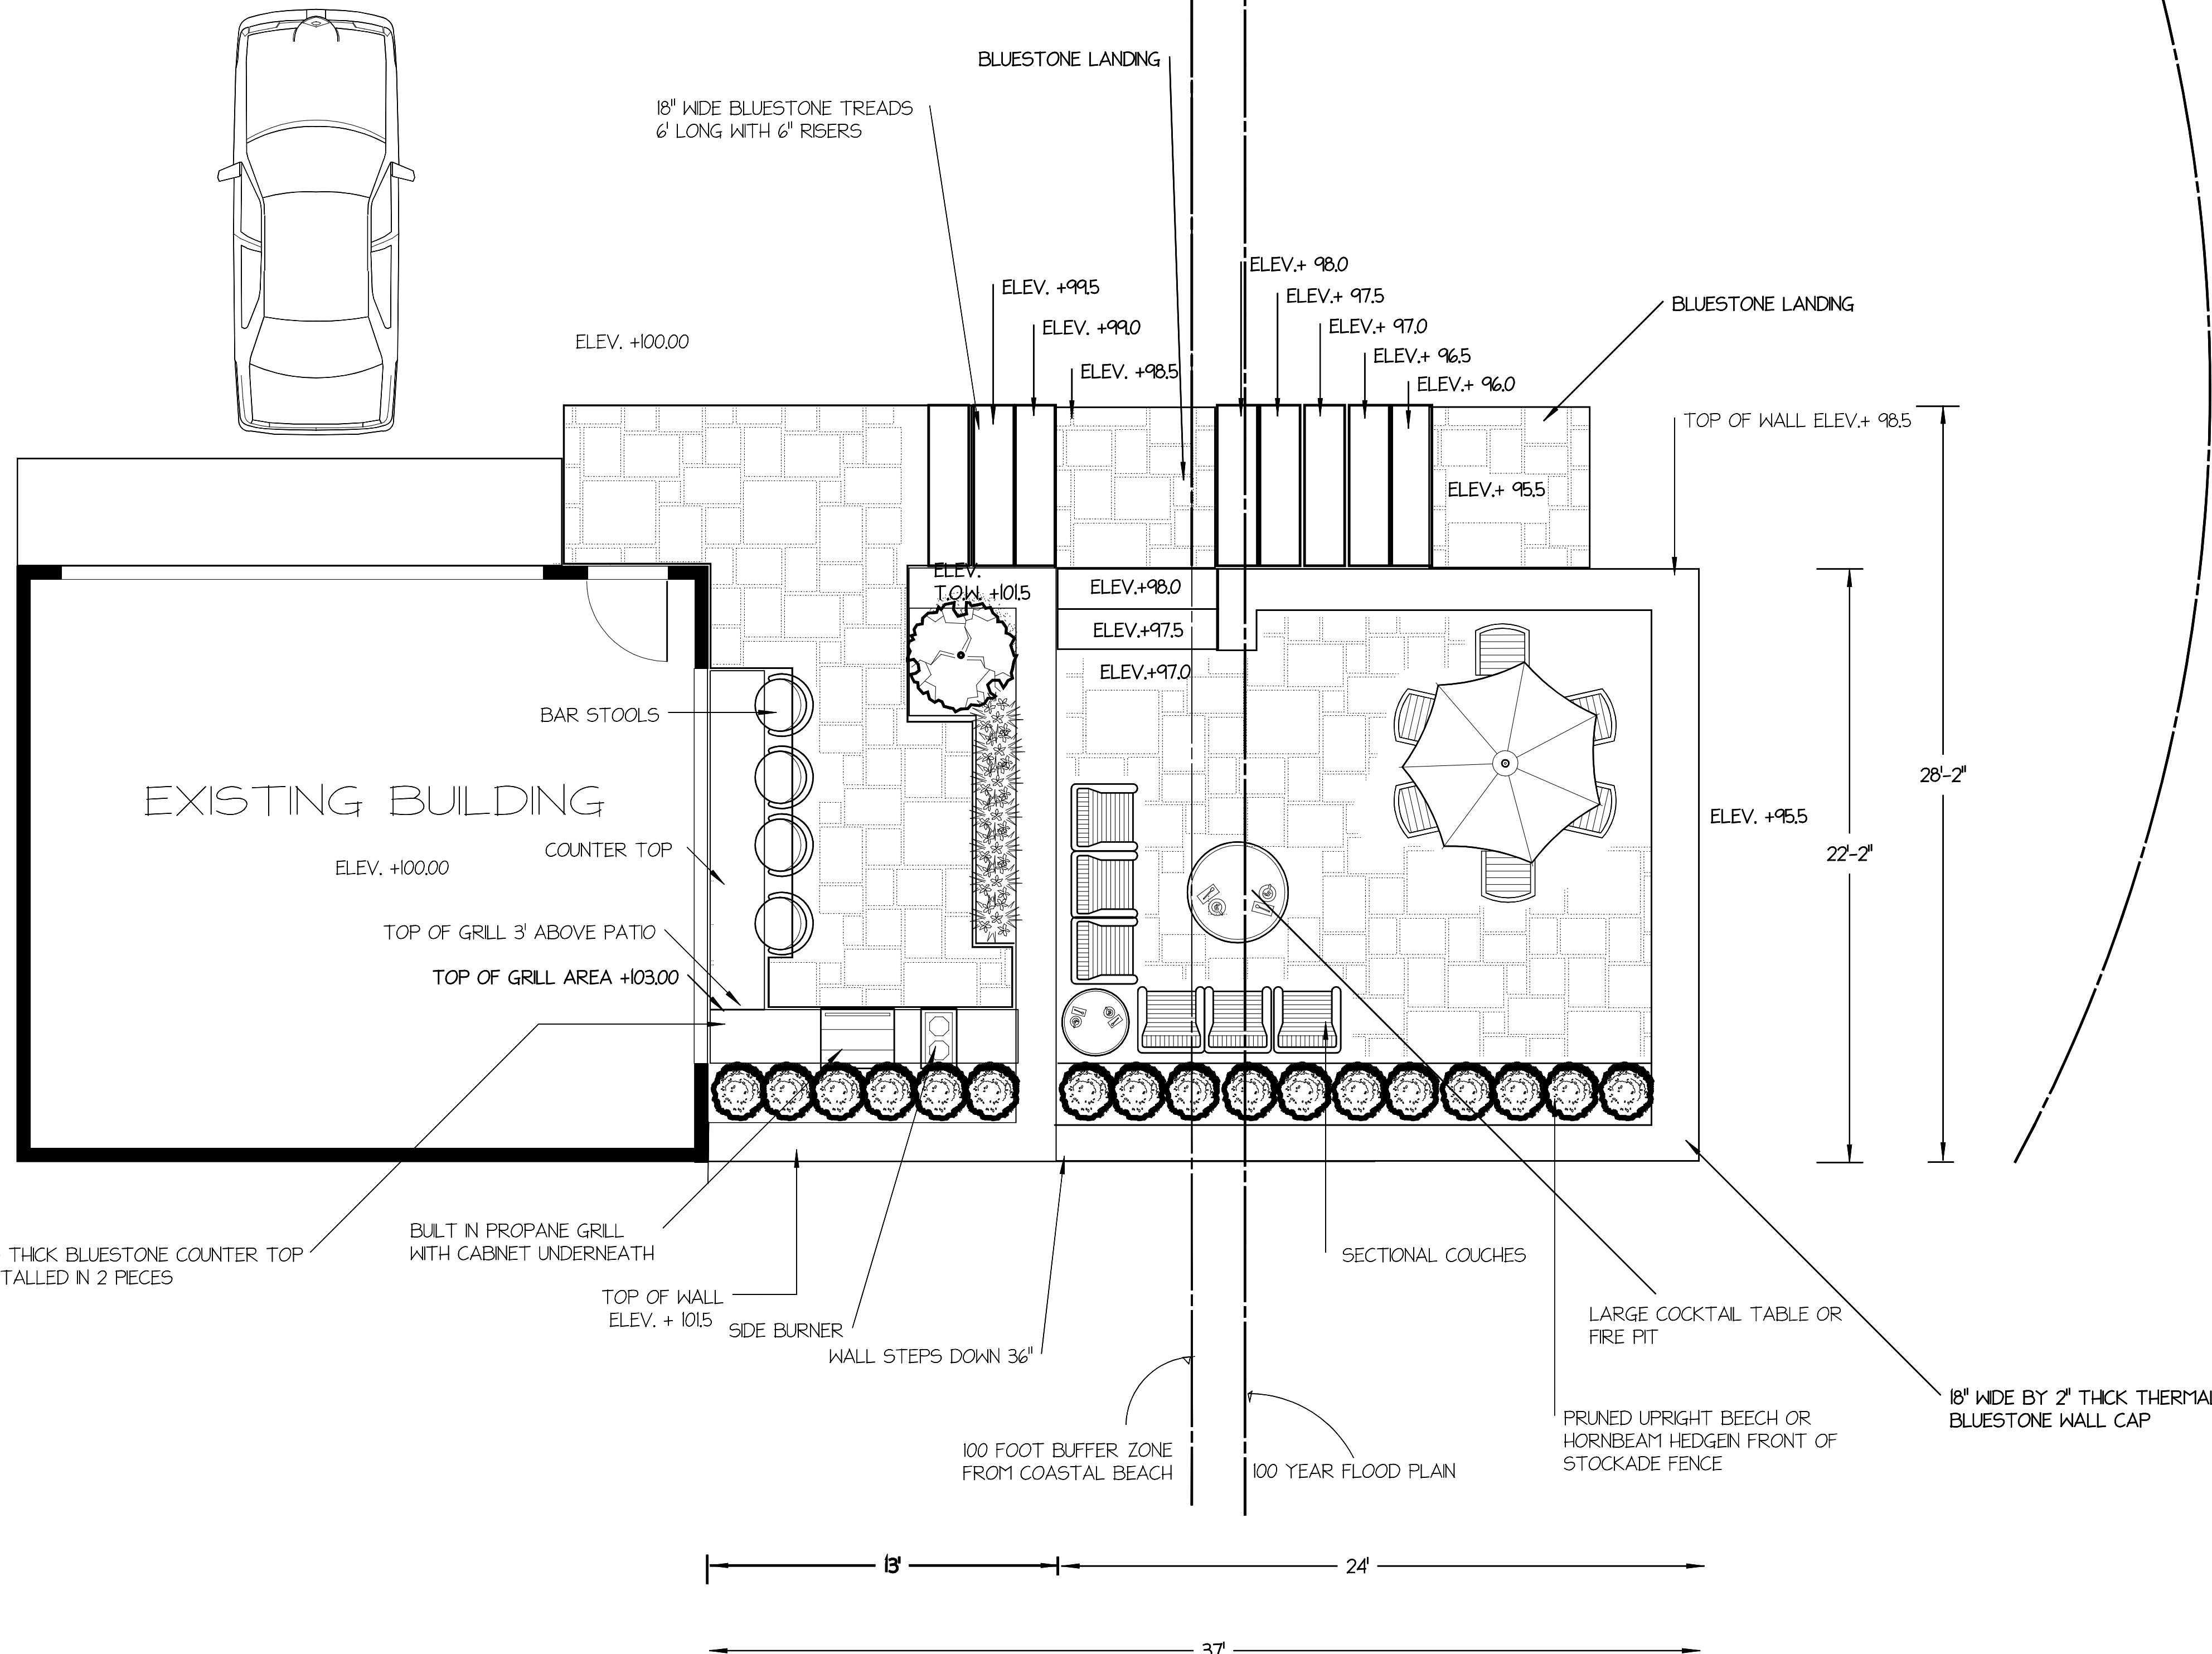 BLUESTONE LANDING
18" WIDE BLUESTONE TREADS
6' LONG WITH 6" RISERS
ELEV.+ 98.0
ELEV. +99.5
ELEV.+ 97.5
BLUESTONE LANDING
ELEV. +99.0
ELEV.+ 97.0
ELEV. +100.00
ELEV.+ 96.5
ELEV. +98.5
ELEV.+ 96.0
TOP OF WALL ELEV.+ 98.5
ELEV.+ 95.5
ELEV.
T.O.W. +101.5
ELEV.+98.0
ELEV.+97.5
ELEV.+97.0
BAR STOOLS
28'-2"
EXISTING BUILDING
ELEV. +95.5
COUNTER TOP
22'-2"
ELEV. +100.00
TOP OF GRILL 3' ABOVE PATIO
TOP OF GRILL AREA +103.00
BUILT IN PROPANE GRILL
WITH CABINET UNDERNEATH
THICK BLUESTONE COUNTER TOP
TALLED IN 2 PIECES
SECTIONAL COUCHES
TOP OF WALL
ELEV. + 101.5
SIDE BURNER
LARGE COCKTAIL TABLE OR
FIRE PIT
WALL STEPS DOWN 36"
18" WIDE BY 2" THICK THERMAL
BLUESTONE WALL CAP
PRUNED UPRIGHT BEECH OR
HORNBEAM HEDGEIN FRONT OF
STOCKADE FENCE
100 FOOT BUFFER ZONE
FROM COASTAL BEACH
100 YEAR FLOOD PLAIN
13'
24'
37'